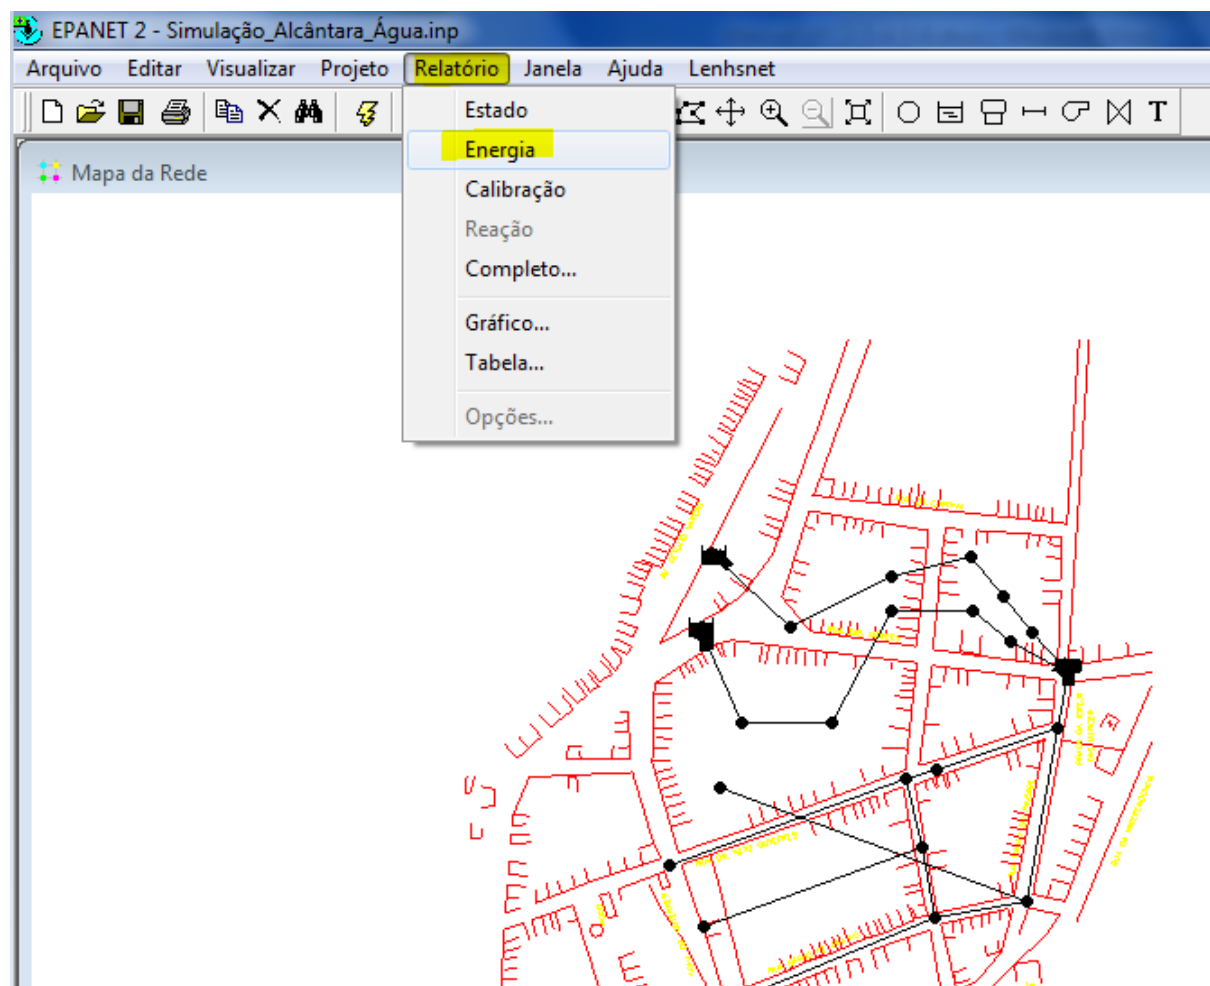 EPANET 2 - Simulação_Alcântara_Água.inp
Arquivo Editar Visualizar Projeto Relatório Janela Ajuda Lenhsnet
T
Estado
Energia
Calibração
Reação
Completo...
Gráfico...
Tabela...
Opções...
Mapa da Rede